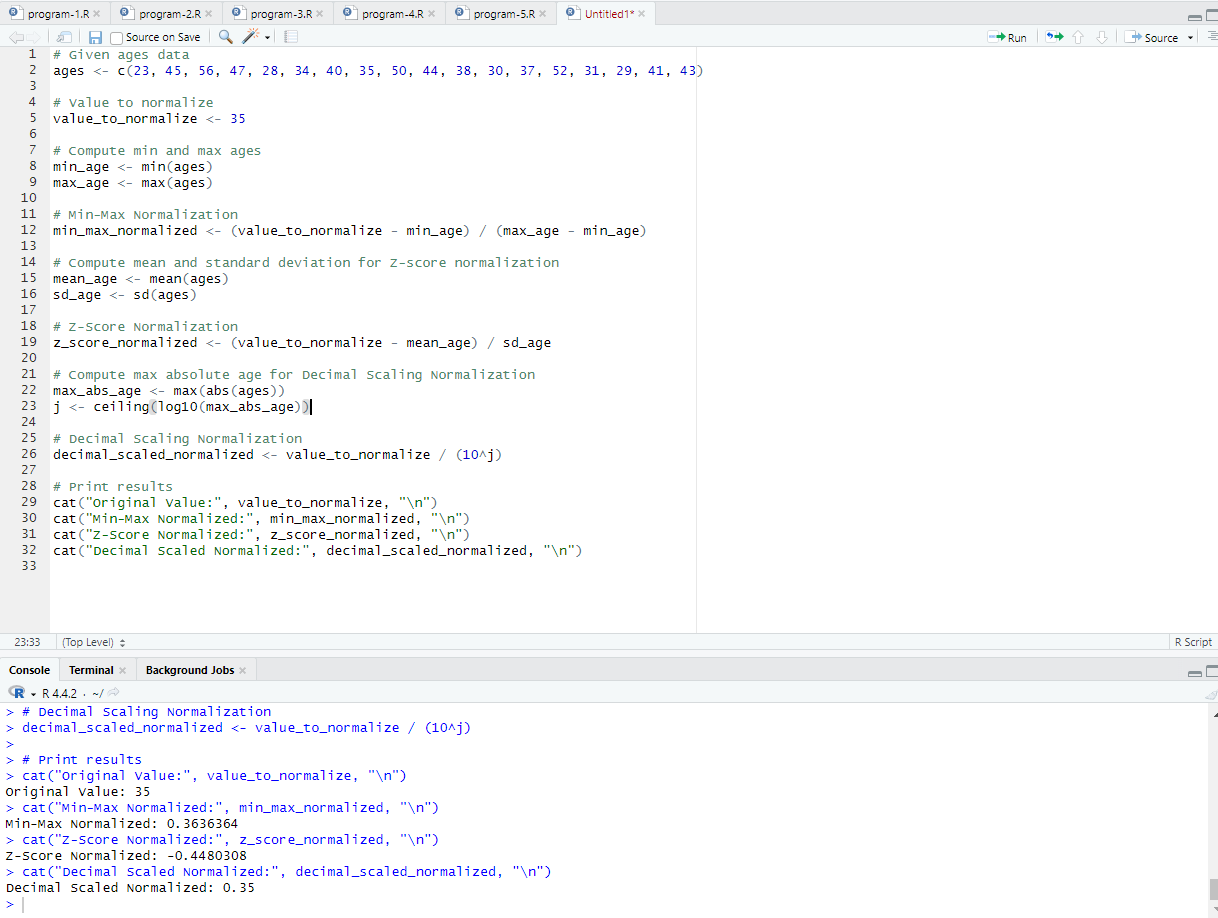 program-1.R program-2.R program-3.R program-4.R program-5.R Untitled1*
Source on Save Run Source
1 # Given ages data
2 ages <- c(23, 45, 56, 47, 28, 34, 40, 35, 50, 44, 38, 30, 37, 52, 31, 29, 41, 43)
3
4 # Value to normalize
5 value_to_normalize <- 35
6
7 # Compute min and max ages
8 min_age <- min(ages)
9 max_age <- max(ages)
10
11 # Min-Max Normalization
12 min_max_normalized <- (value_to_normalize - min_age) / (max_age - min_age)
13
14 # Compute mean and standard deviation for Z-score normalization
15 mean_age <- mean(ages)
16 sd_age <- sd(ages)
17
18 # Z-Score Normalization
19 z_score_normalized <- (value_to_normalize - mean_age) / sd_age
20
21 # Compute max absolute age for Decimal Scaling Normalization
22 max_abs_age <- max(abs(ages))
23 j <- ceiling(log10(max_abs_age))
24
25 # Decimal Scaling Normalization
26 decimal_scaled_normalized <- value_to_normalize / (10^j)
27
28 # Print results
29 cat("Original Value:", value_to_normalize, "\n")
30 cat("Min-Max Normalized:", min_max_normalized, "\n")
31 cat("Z-Score Normalized:", z_score_normalized, "\n")
32 cat("Decimal Scaled Normalized:", decimal_scaled_normalized, "\n")
33
23:33 (Top Level) R Script
Console Terminal Background Jobs
R 4.4.2 · ~/
> # Decimal Scaling Normalization
> decimal_scaled_normalized <- value_to_normalize / (10^j)
>
> # Print results
> cat("Original Value:", value_to_normalize, "\n")
Original Value: 35
> cat("Min-Max Normalized:", min_max_normalized, "\n")
Min-Max Normalized: 0.3636364
> cat("Z-Score Normalized:", z_score_normalized, "\n")
Z-Score Normalized: -0.4480308
> cat("Decimal Scaled Normalized:", decimal_scaled_normalized, "\n")
Decimal Scaled Normalized: 0.35
>